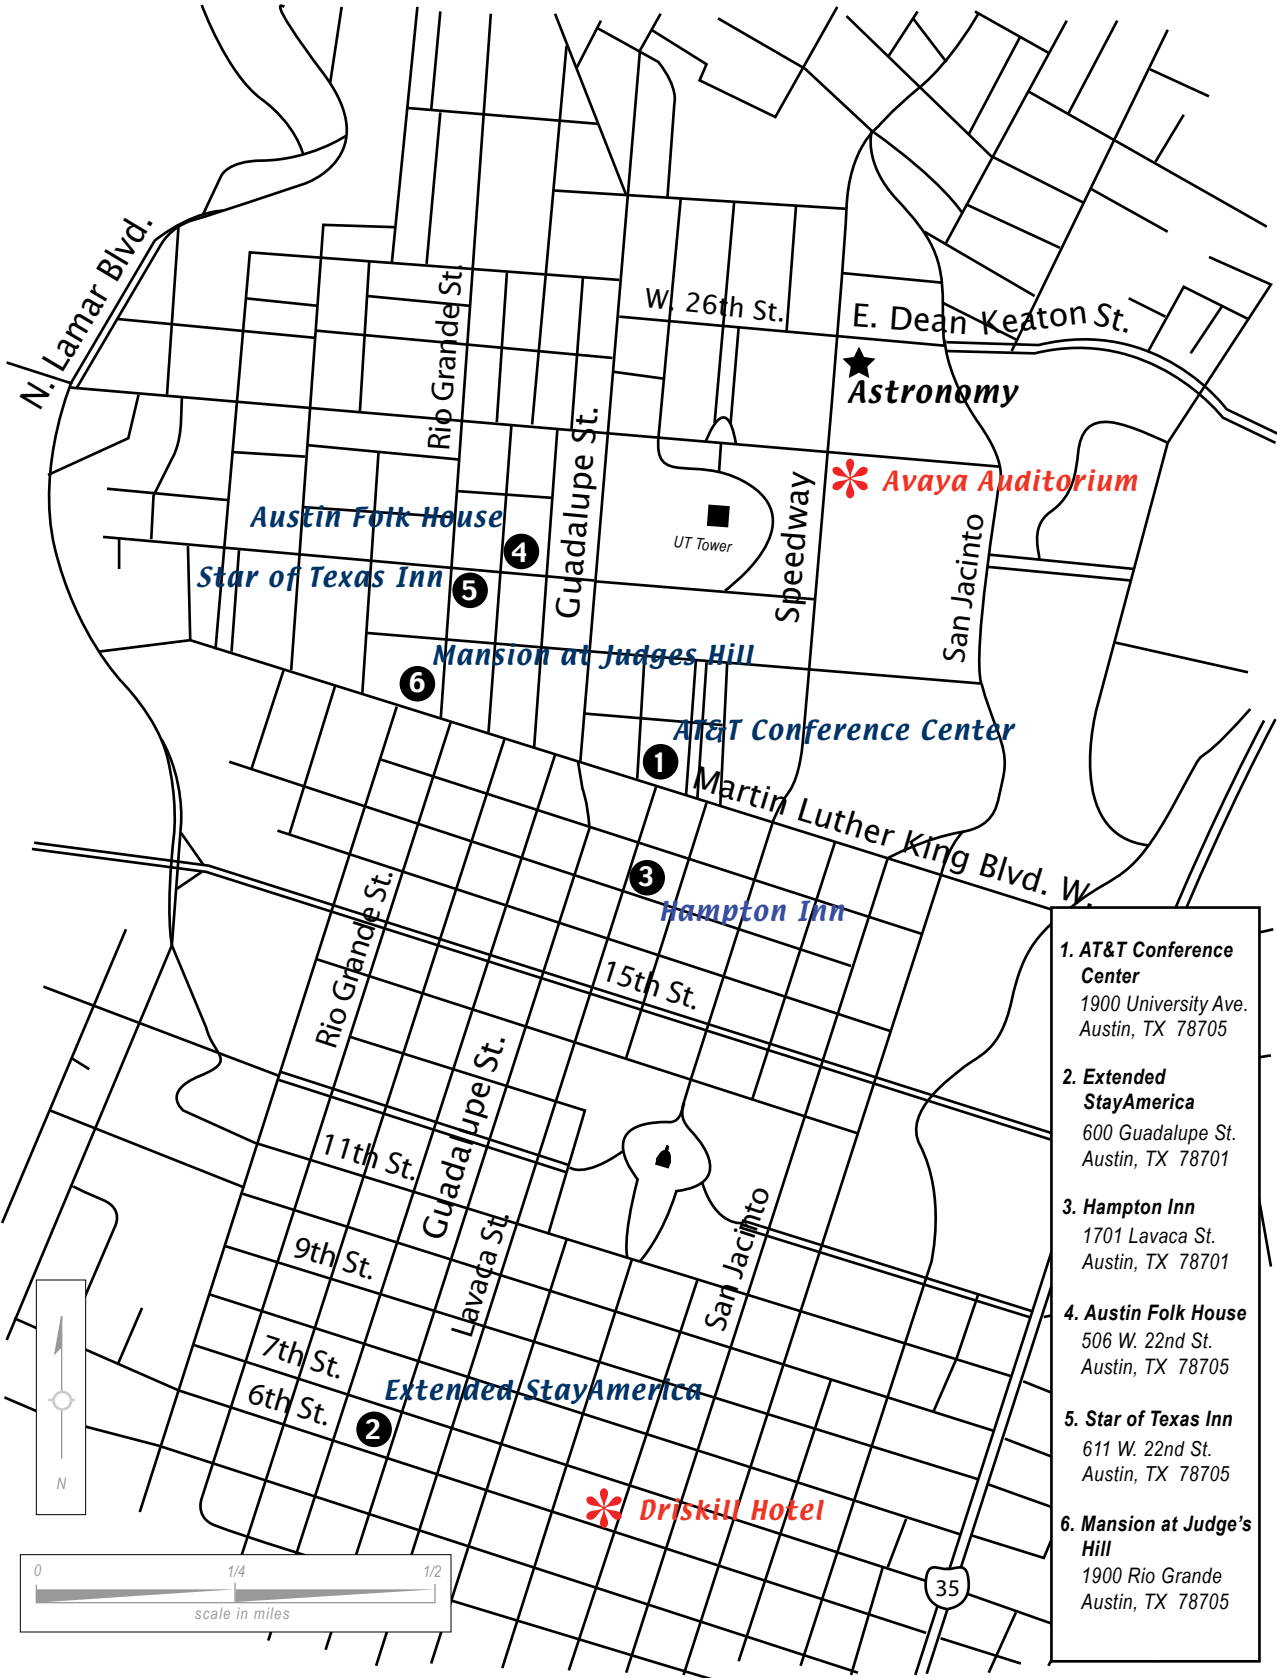 N. Lamar Blvd.
Rio Grande St.
W. 26th St.
E. Dean Keaton St.
Astronomy
Guadalupe St.
Speedway
Avaya Auditorium
San Jacinto
UT Tower
Austin Folk House
4
Star of Texas Inn
5
Mansion at Judges Hill
6
AT&T Conference Center
1
Martin Luther King Blvd. W.
3
Hampton Inn
Rio Grande St.
15th St.
Guadalupe St.
11th St.
San Jacinto
Lavaca St.
9th St.
7th St.
6th St.
Extended StayAmerica
2
Driskill Hotel
35
N
0 1/4 1/2
scale in miles
1. AT&T Conference
Center
1900 University Ave.
Austin, TX 78705
2. Extended
StayAmerica
600 Guadalupe St.
Austin, TX 78701
3. Hampton Inn
1701 Lavaca St.
Austin, TX 78701
4. Austin Folk House
506 W. 22nd St.
Austin, TX 78705
5. Star of Texas Inn
611 W. 22nd St.
Austin, TX 78705
6. Mansion at Judge's
Hill
1900 Rio Grande
Austin, TX 78705